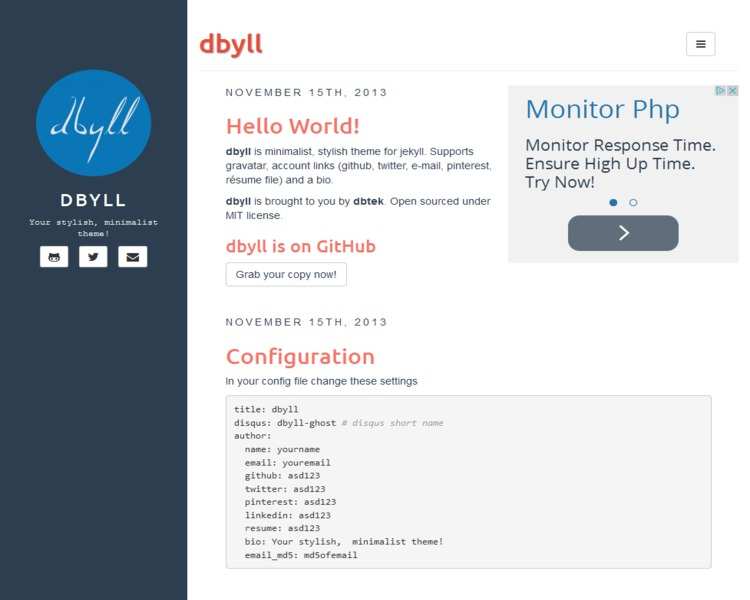 dbyll
DBYLL
Your stylish, minimalist
theme!
dbyll
NOVEMBER 15TH, 2013
Hello World!
dbyll is minimalist, stylish theme for jekyll. Supports
gravatar, account links (github, twitter, e-mail, pinterest,
résume file) and a bio.
dbyll is brought to you by dbtek. Open sourced under
MIT license.
dbyll is on GitHub
Grab your copy now!
Monitor Php
Monitor Response Time.
Ensure High Up Time.
Try Now!
NOVEMBER 15TH, 2013
Configuration
In your config file change these settings
title: dbyll
disqus: dbyll-ghost # disqus short name
author:
  name: yourname
  email: youremail
  github: asd123
  twitter: asd123
  pinterest: asd123
  linkedin: asd123
  resume: asd123
  bio: Your stylish,  minimalist theme!
  email_md5: md5ofemail